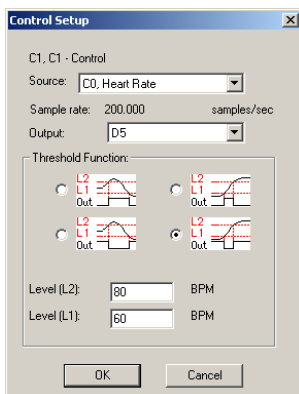 Control Setup
C1, C1 - Control
Source: C0, Heart Rate
Sample rate: 200.000 samples/sec
Output: D5
Threshold Function:
L2 L2
L1 L1
Out Out
L2 L2
L1 L1
Out Out
Level (L2): 80 BPM
Level (L1): 60 BPM
OK Cancel